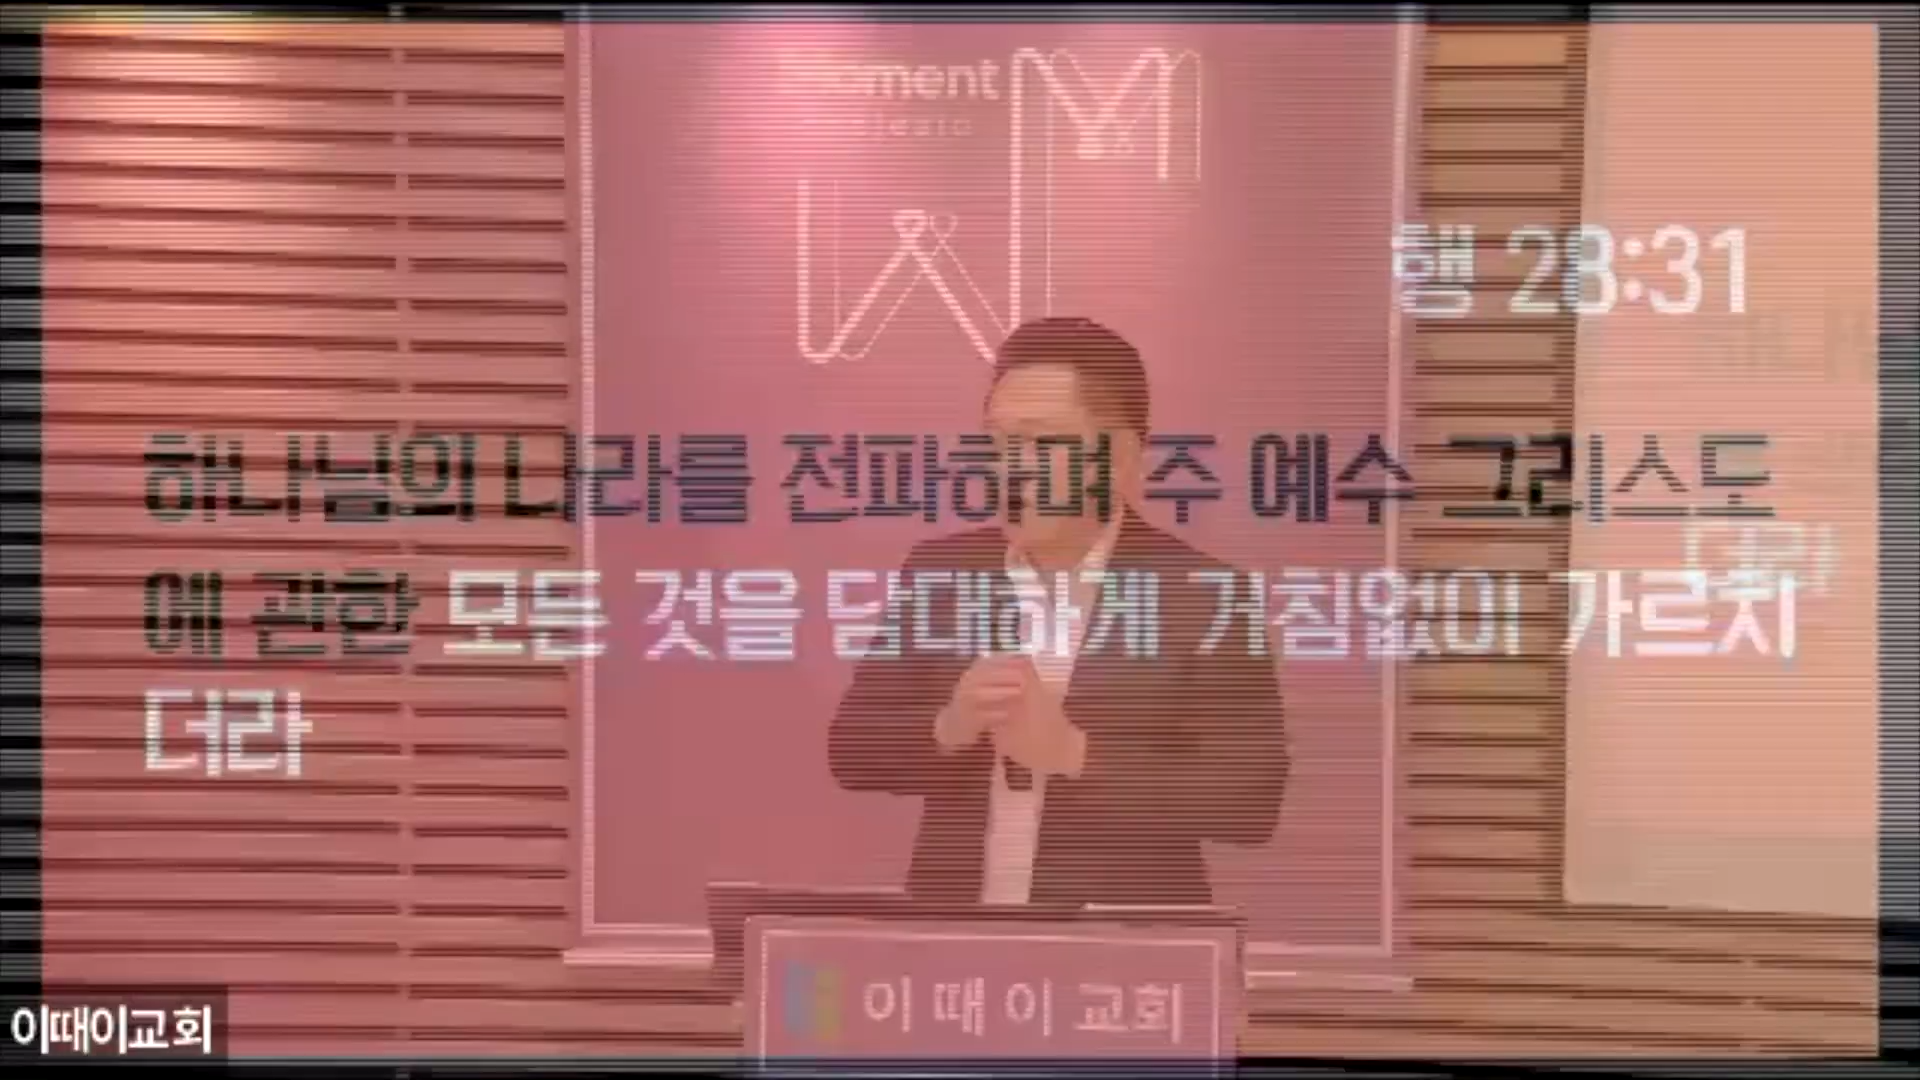 행 28:31
하나님의 나라를 전파하며 주 예수 그리스도
에 관한 모든 것을 담대하게 거침없이 가르치
더라
더라
이때이교회
이때이교회